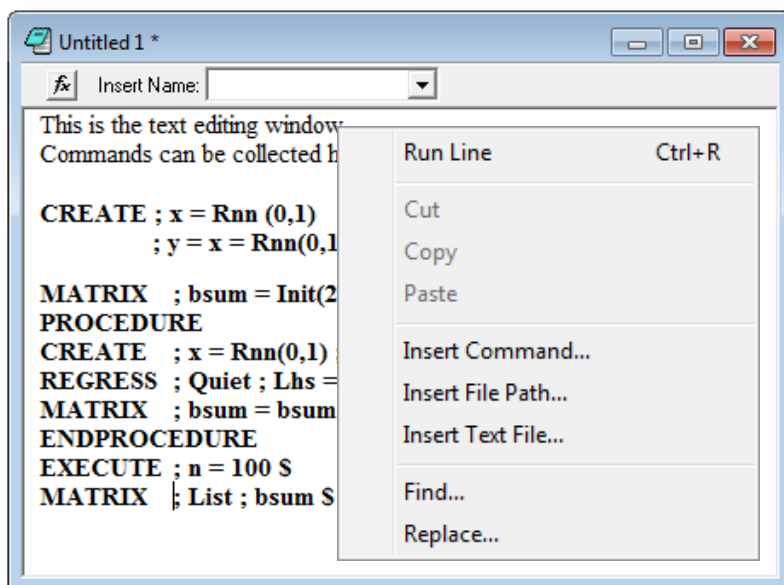 Untitled 1 *
fx Insert Name:
This is the text editing window
Commands can be collected h
CREATE ; x = Rnn (0,1)
; y = x = Rnn(0,1
MATRIX ; bsum = Init(2
PROCEDURE
CREATE ; x = Rnn(0,1) ;
REGRESS ; Quiet ; Lhs =
MATRIX ; bsum = bsum
ENDPROCEDURE
EXECUTE ; n = 100 $
MATRIX ; List ; bsum $
Run Line Ctrl+R
Cut
Copy
Paste
Insert Command...
Insert File Path...
Insert Text File...
Find...
Replace...